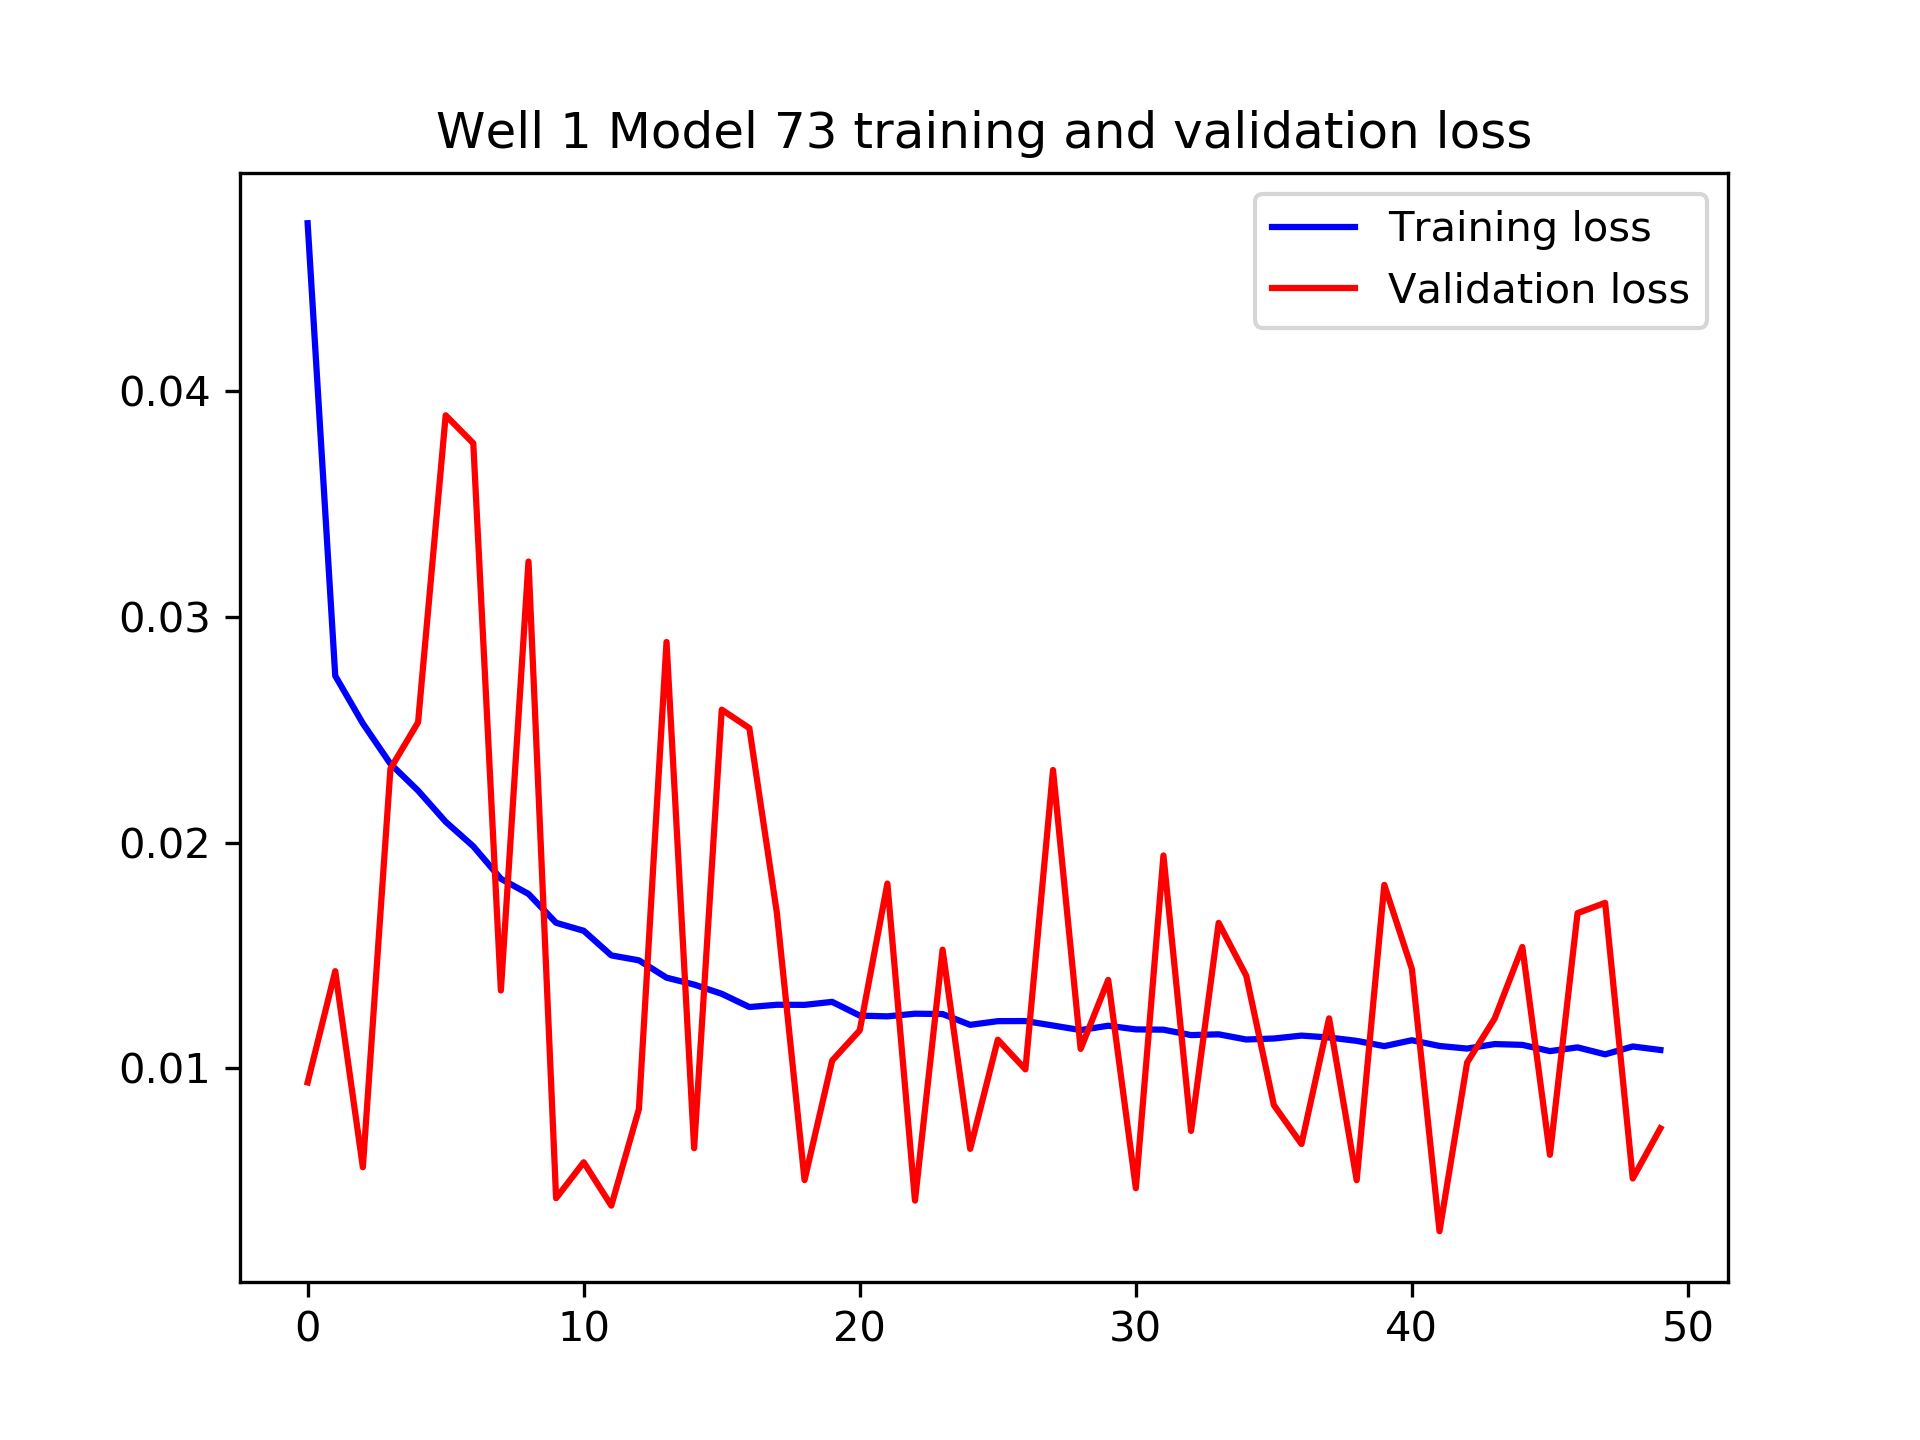 Well 1 Model 73 training and validation loss
Training loss
Validation loss
0.04
0.03
0.02
0.01
0 10 20 30 40 50